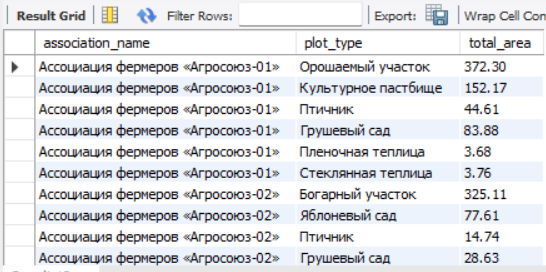 Result Grid Filter Rows: Export: Wrap Cell Con
association_name plot_type total_area
Ассоциация фермеров «Агросоюз-01» Орошаемый участок 372.30
Ассоциация фермеров «Агросоюз-01» Культурное пастбище 152.17
Ассоциация фермеров «Агросоюз-01» Птичник 44.61
Ассоциация фермеров «Агросоюз-01» Грушевый сад 83.88
Ассоциация фермеров «Агросоюз-01» Пленочная теплица 3.68
Ассоциация фермеров «Агросоюз-01» Стеклянная теплица 3.76
Ассоциация фермеров «Агросоюз-02» Богарный участок 325.11
Ассоциация фермеров «Агросоюз-02» Яблоневый сад 77.61
Ассоциация фермеров «Агросоюз-02» Птичник 14.74
Ассоциация фермеров «Агросоюз-02» Грушевый сад 28.63